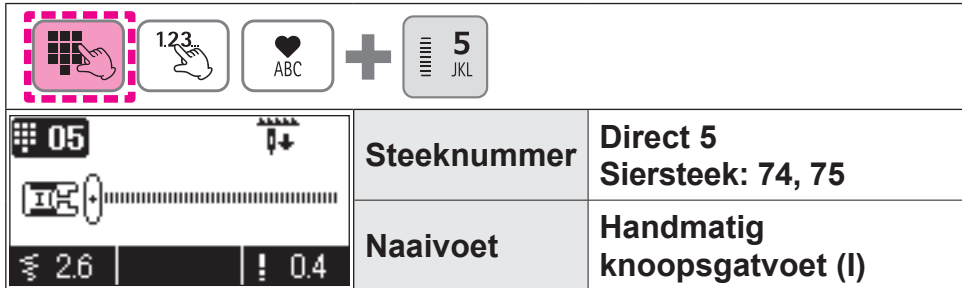 1.2.3...
ABC
5
JKL
05
I
2.6
0.4
Steeknummer
Direct 5
Siersteek: 74, 75
Naaivoet
Handmatig
knoopsgatvoet (I)